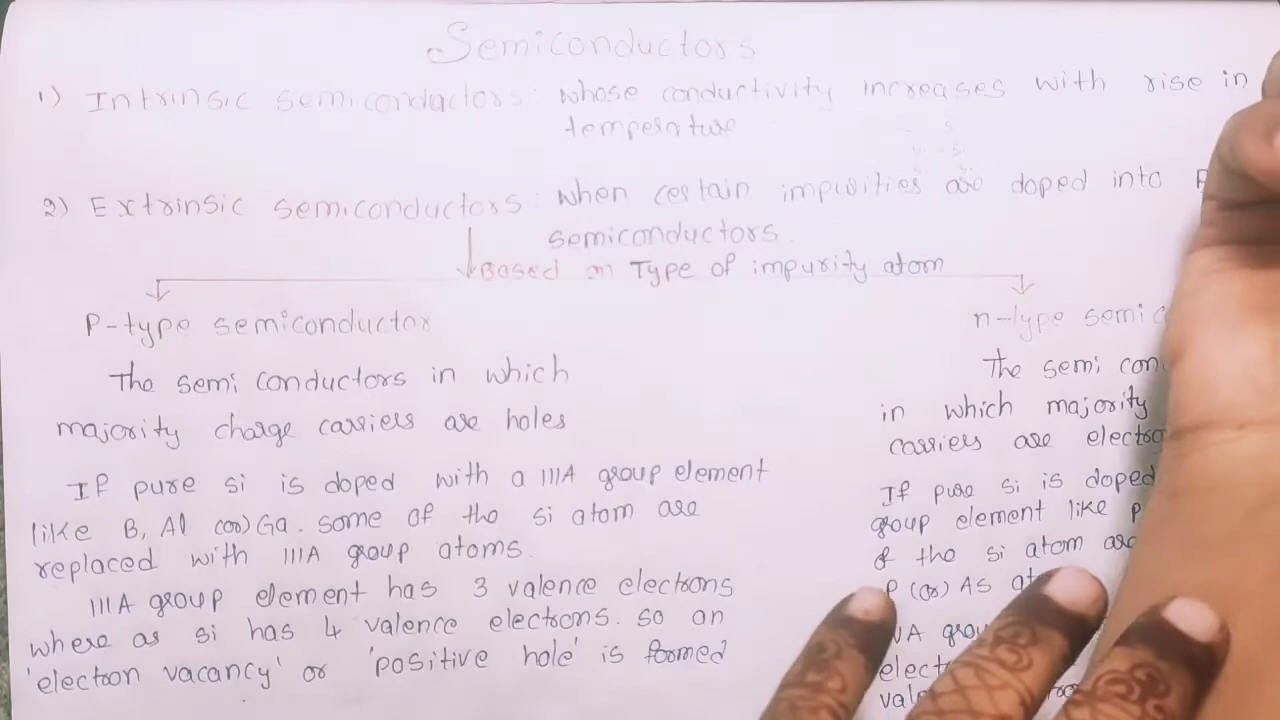 Semiconductors
1) Intrinsic semiconductors: whose conductivity increases with rise in
temperature
2) Extrinsic semiconductors: when certain impurities are doped into
semiconductors.
Based on Type of impurity atom
P-type semiconductor
The semi conductors in which
majority charge carriers are holes
If pure si is doped with a IIIA group element
like B, Al (or) Ga. some of the si atom are
replaced with IIIA group atoms.
IIIA group element has 3 valence electrons
where as si has 4 valence electrons. so an
'electron vacancy' or 'positive hole' is formed
n-type
The semi
in which majority
carriers are
If pure si is doped
group element like P
of the si atom are
P (or) AS
VA